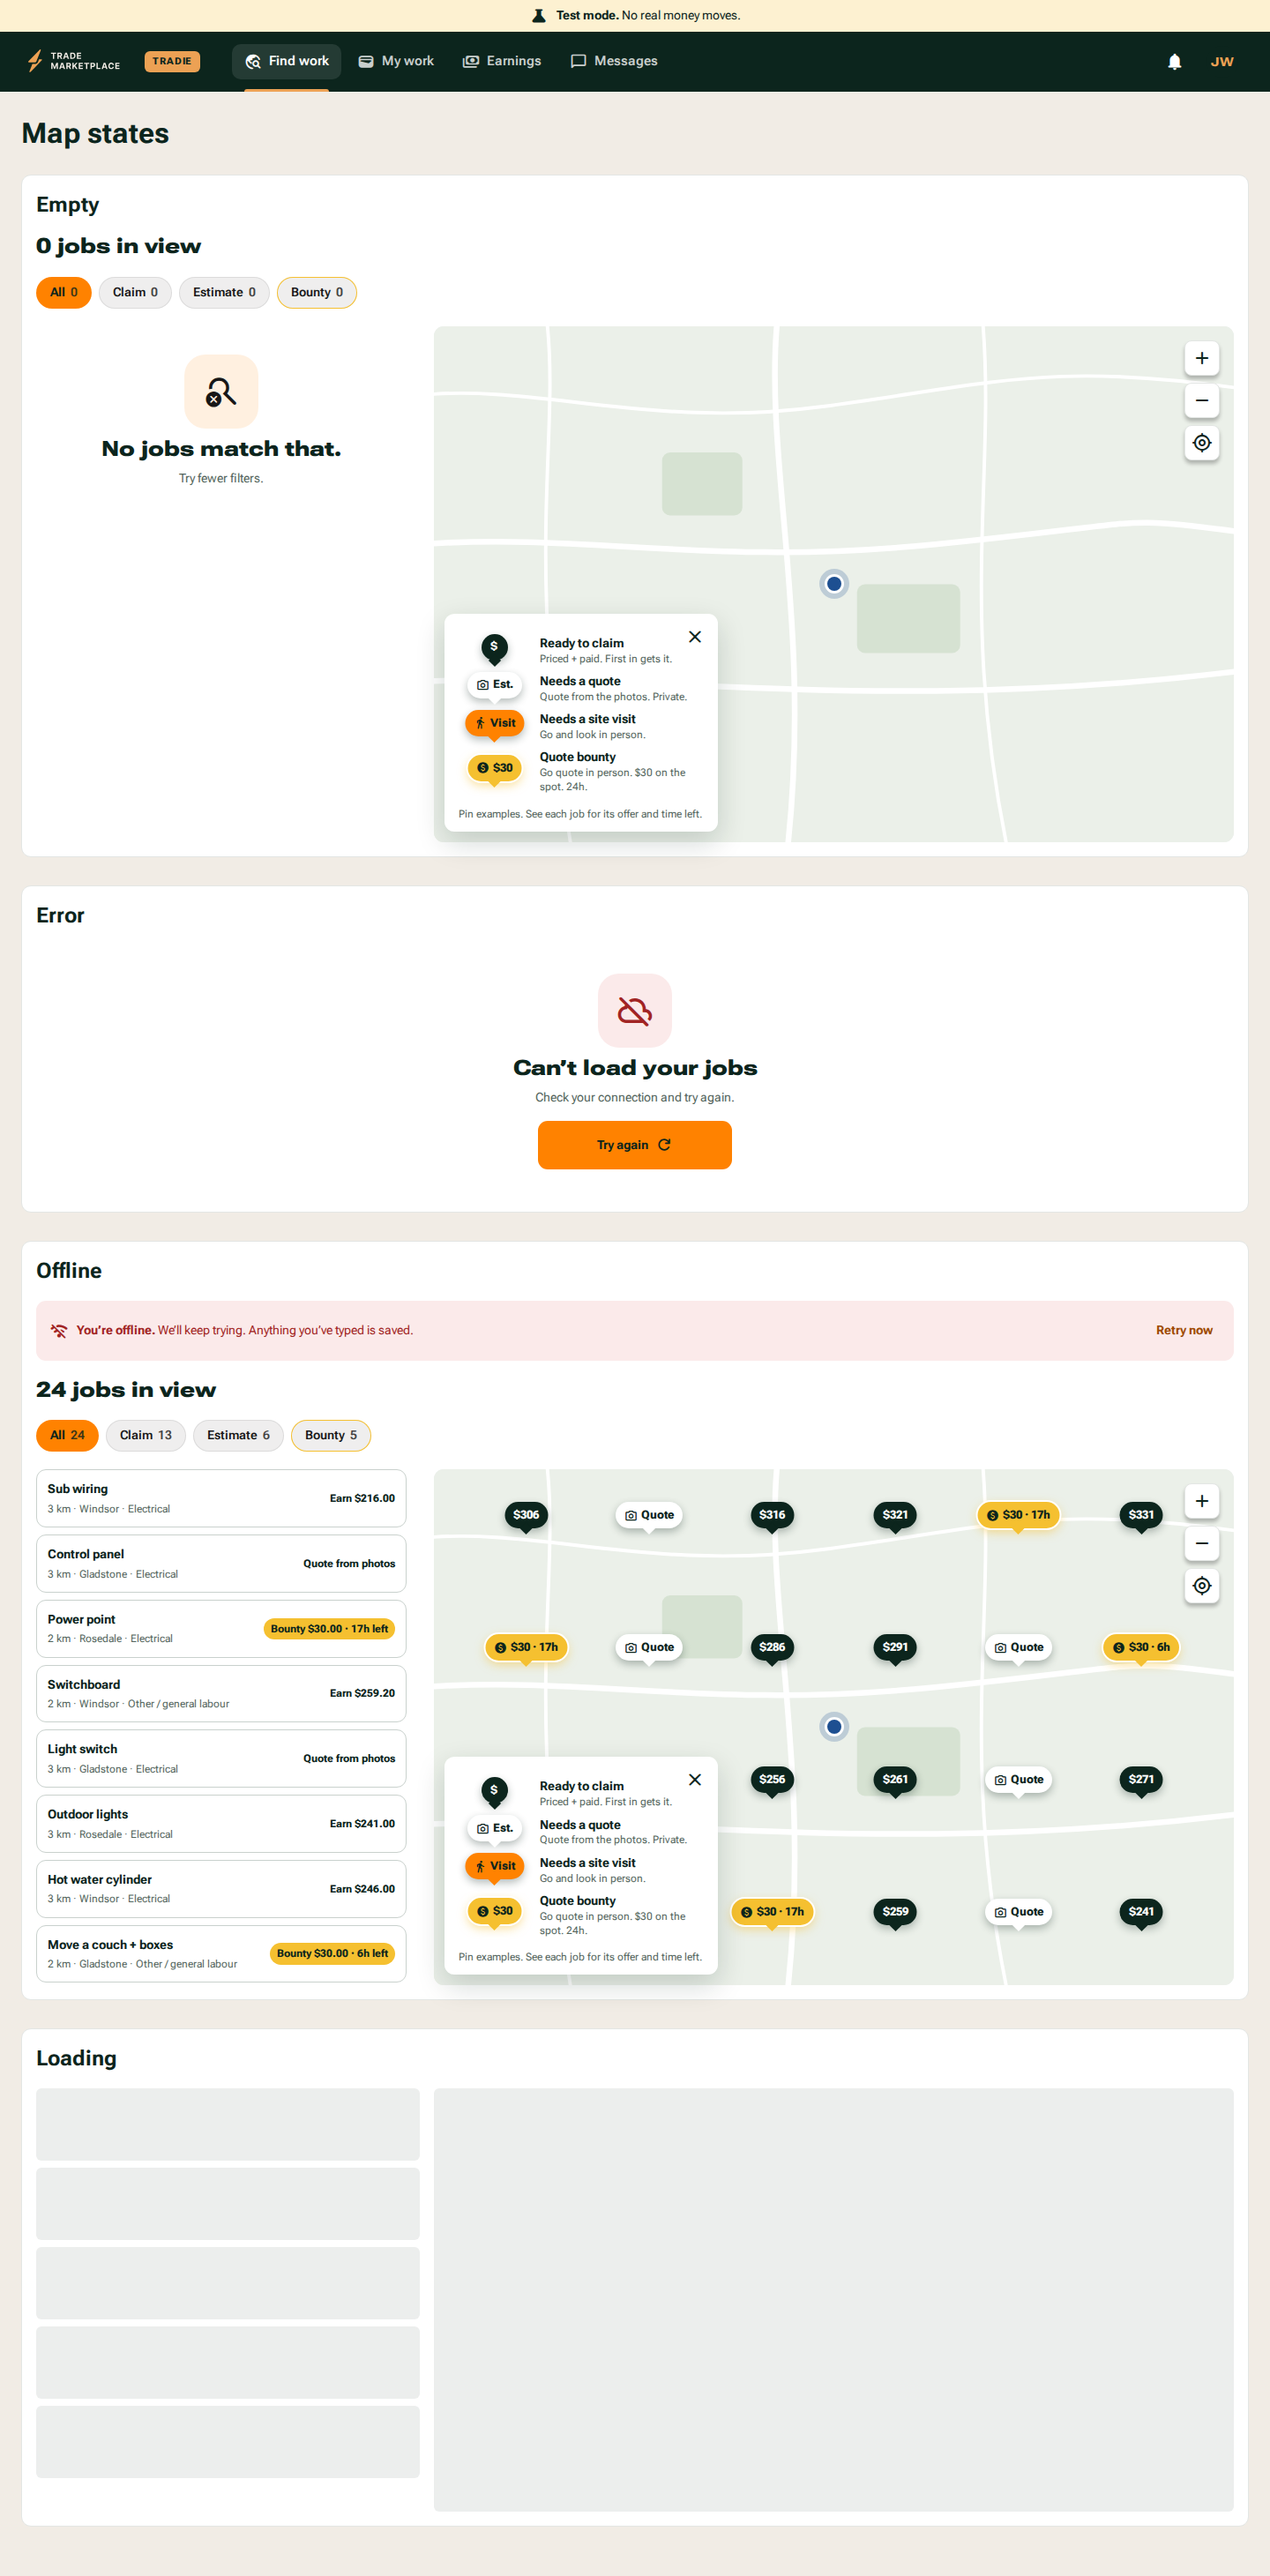 Test mode. No real money moves.
TRADE
MARKETPLACE
TRADIE
Find work
My work
Earnings
Messages
JW
Map states
Empty
0 jobs in view
All 0
Claim 0
Estimate 0
Bounty 0
No jobs match that.
Try fewer filters.
$
Ready to claim
Priced + paid. First in gets it.
Est.
Needs a quote
Quote from the photos. Private.
Visit
Needs a site visit
Go and look in person.
$30
Quote bounty
Go quote in person. $30 on the
spot. 24h.
Pin examples. See each job for its offer and time left.
Error
Can't load your jobs
Check your connection and try again.
Try again
Offline
You're offline. We'll keep trying. Anything you've typed is saved.
Retry now
24 jobs in view
All 24
Claim 13
Estimate 6
Bounty 5
Sub wiring
3 km · Windsor · Electrical
Earn $216.00
Control panel
3 km · Gladstone · Electrical
Quote from photos
Power point
2 km · Rosedale · Electrical
Bounty $30.00 · 17h left
Switchboard
2 km · Windsor · Other / general labour
Earn $259.20
Light switch
3 km · Gladstone · Electrical
Quote from photos
Outdoor lights
3 km · Rosedale · Electrical
Earn $241.00
Hot water cylinder
3 km · Windsor · Electrical
Earn $246.00
Move a couch + boxes
2 km · Gladstone · Other / general labour
Bounty $30.00 · 6h left
$306
Quote
$316
$321
$30 · 17h
$331
$30 · 17h
Quote
$286
$291
Quote
$30 · 6h
$256
$261
Quote
$271
$30 · 17h
$259
Quote
$241
$
Ready to claim
Priced + paid. First in gets it.
Est.
Needs a quote
Quote from the photos. Private.
Visit
Needs a site visit
Go and look in person.
$30
Quote bounty
Go quote in person. $30 on the
spot. 24h.
Pin examples. See each job for its offer and time left.
Loading